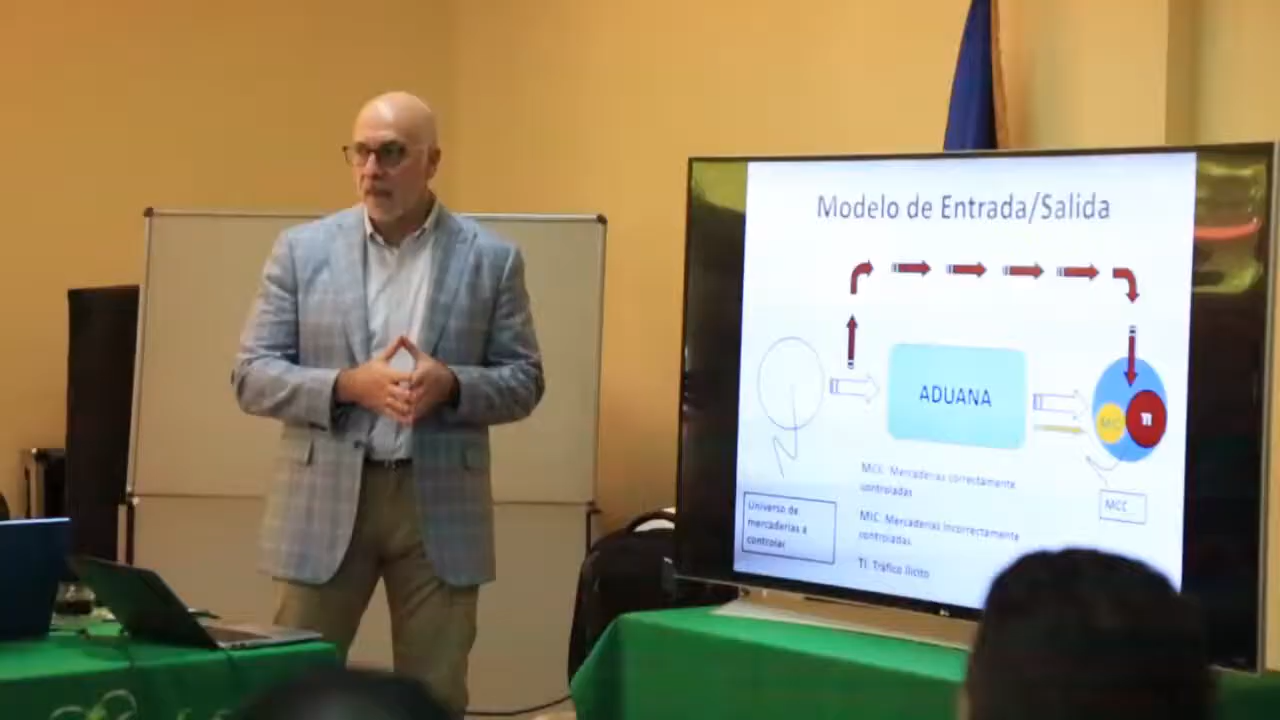 Modelo de Entrada/Salida
ADUANA
MIC
TI
MCC: Mercaderías correctamente
controladas
MCC
Universo de
mercaderías a
controlar
MIC: Mercaderías incorrectamente
controladas
TI: Tráfico Ilícito